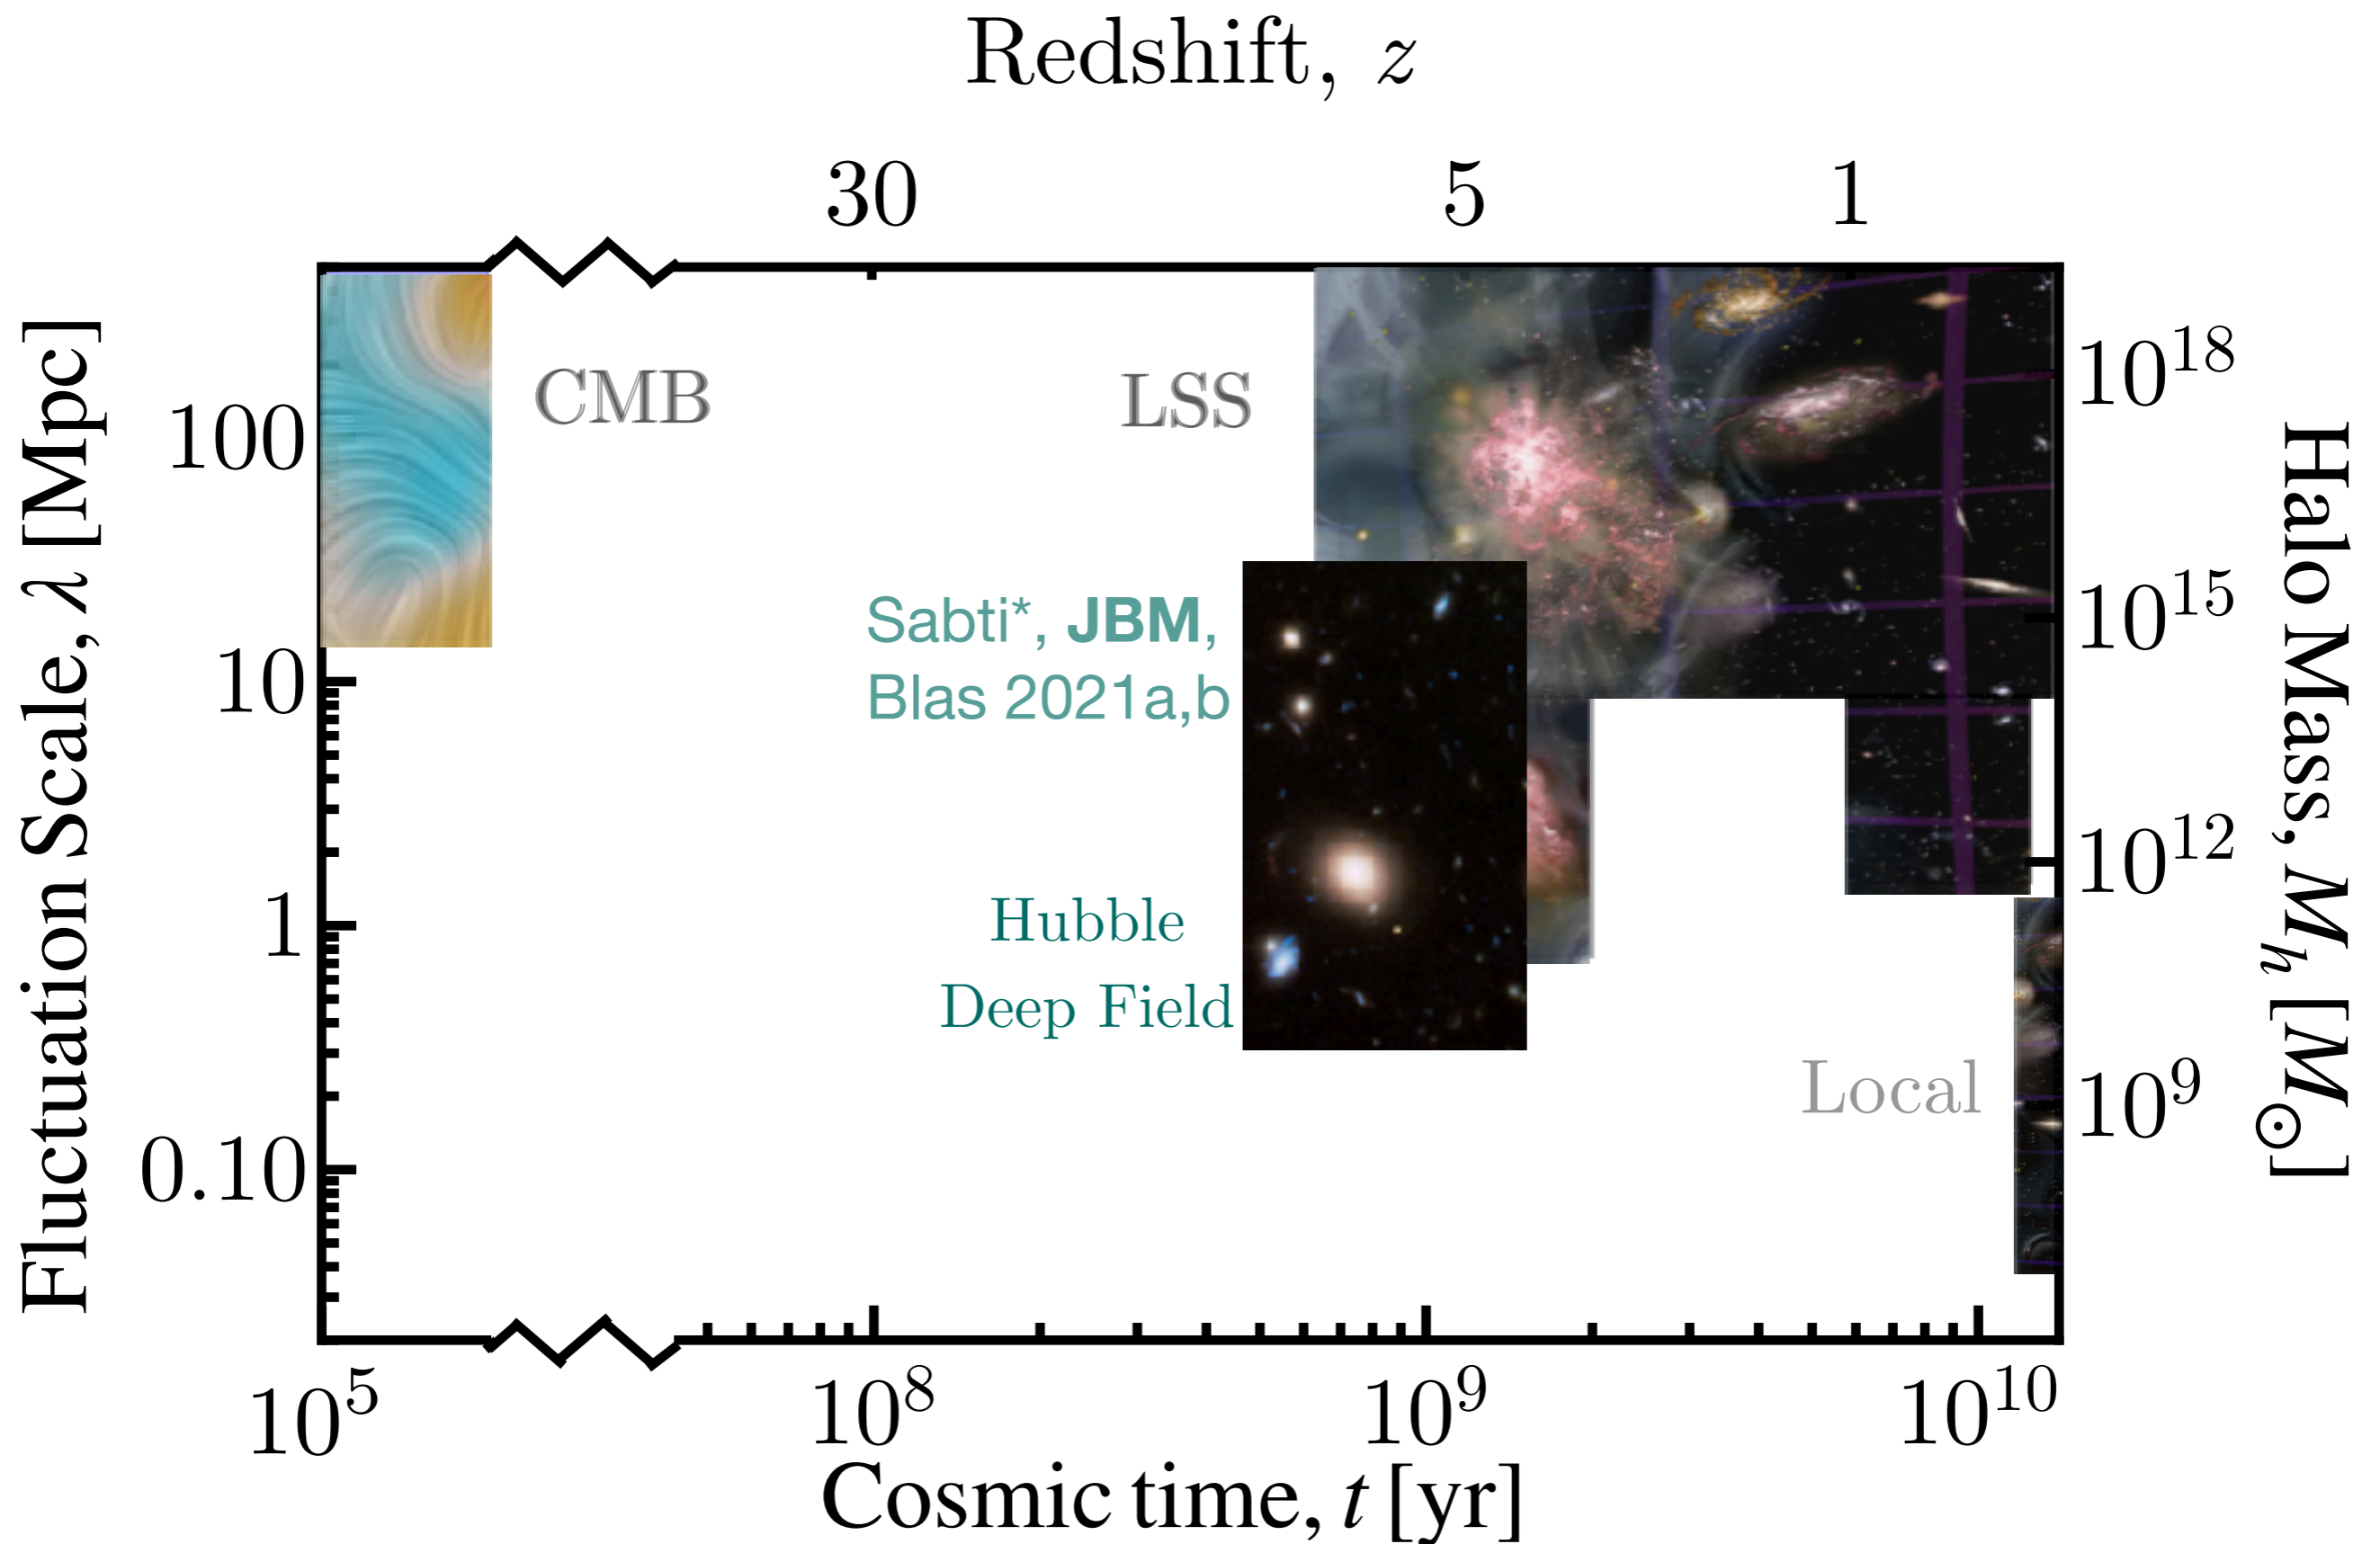 Redshift, z
30 5 1
CMB
LSS
Sabti*, JBM,
Blas 2021a,b
Hubble
Deep Field
Local
Fluctuation Scale, λ [Mpc]
100
10
1
0.10
10^18
10^15
10^12
10^9
Halo Mass, M_h [M_⊙]
10^5 10^8 10^9 10^10
Cosmic time, t [yr]